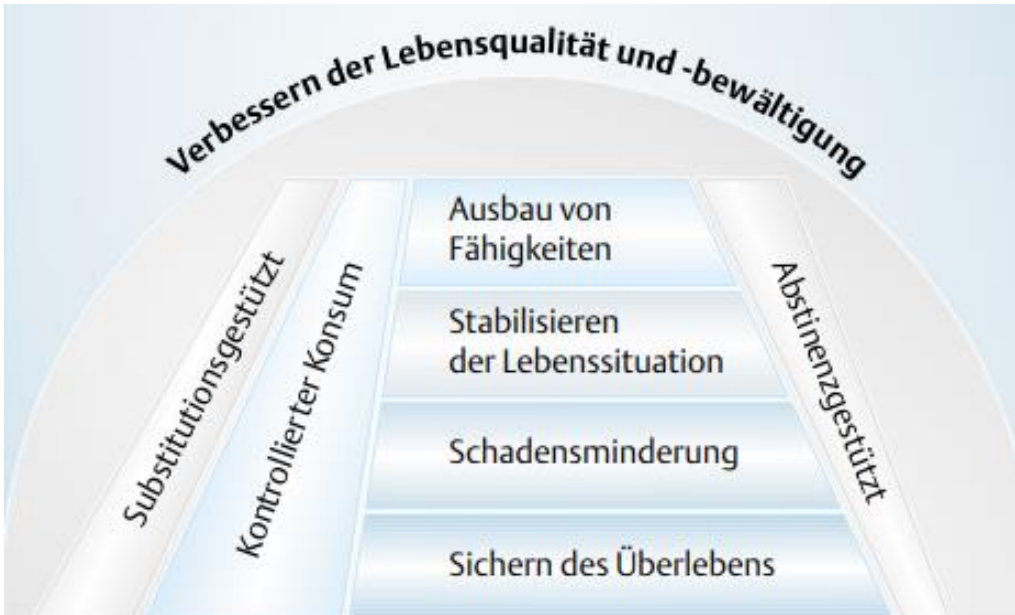 Verbessern der Lebensqualität und -bewältigung
Substitutionsgestützt
Kontrollierter Konsum
Ausbau von
Fähigkeiten
Stabilisieren
der Lebenssituation
Schadensminderung
Sichern des Überlebens
Abstinenzgestützt